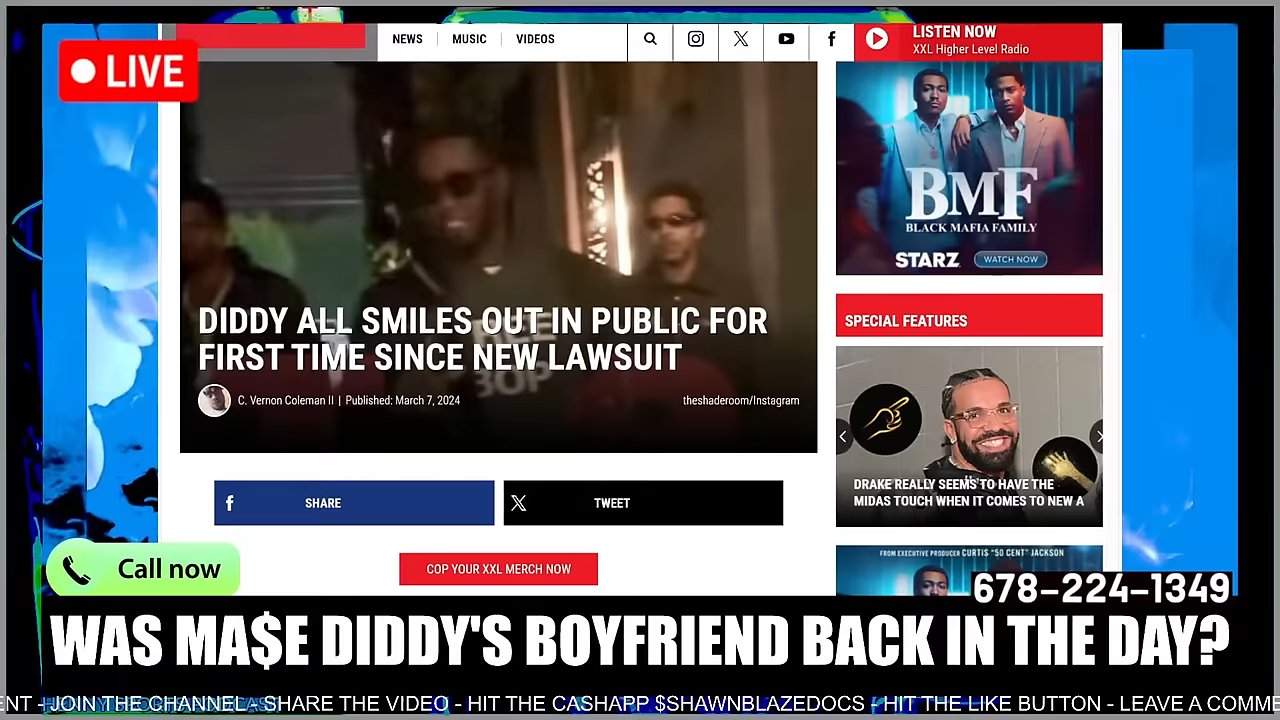 LIVE
NEWS
MUSIC
VIDEOS
f
LISTEN NOW
XXL Higher Level Radio
BMF
BLACK MAFIA FAMILY
STARZ
WATCH NOW
DIDDY ALL SMILES OUT IN PUBLIC FOR
FIRST TIME SINCE NEW LAWSUIT
C. Vernon Coleman II | Published: March 7, 2024
theshaderoom/Instagram
SPECIAL FEATURES
DRAKE REALLY SEEMS TO HAVE THE
MIDAS TOUCH WHEN IT COMES TO NEW A
f SHARE
X TWEET
COP YOUR XXL MERCH NOW
FROM EXECUTIVE PRODUCER CURTIS "50 CENT" JACKSON
Call now
678-224-1349
WAS MA$E DIDDY'S BOYFRIEND BACK IN THE DAY?
ENT - JOIN THE CHANNEL - SHARE THE VIDEO - HIT THE CASHAPP $SHAWNBLAZEDOCS - HIT THE LIKE BUTTON - LEAVE A COMME